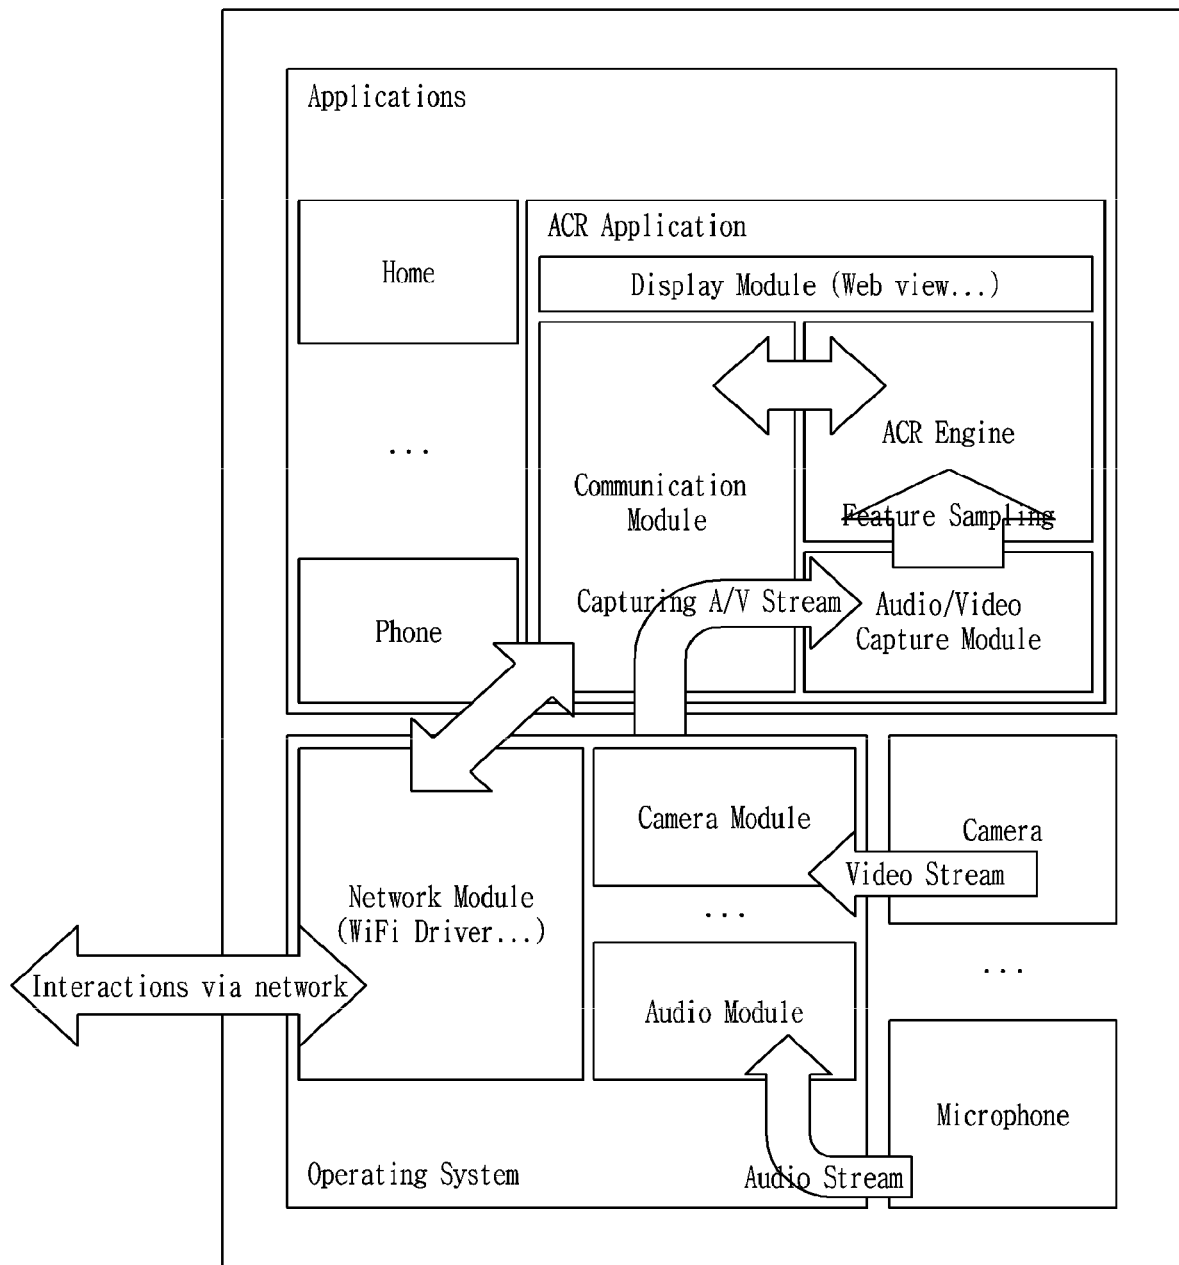 Applications
Home
...
Phone
ACR Application
Display Module (Web view...)
Communication
Module
ACR Engine
Feature Sampling
Capturing A/V Stream
Audio/Video
Capture Module
Network Module
(WiFi Driver...)
Interactions via network
Camera Module
...
Audio Module
Operating System
Camera
Video Stream
...
Microphone
Audio Stream